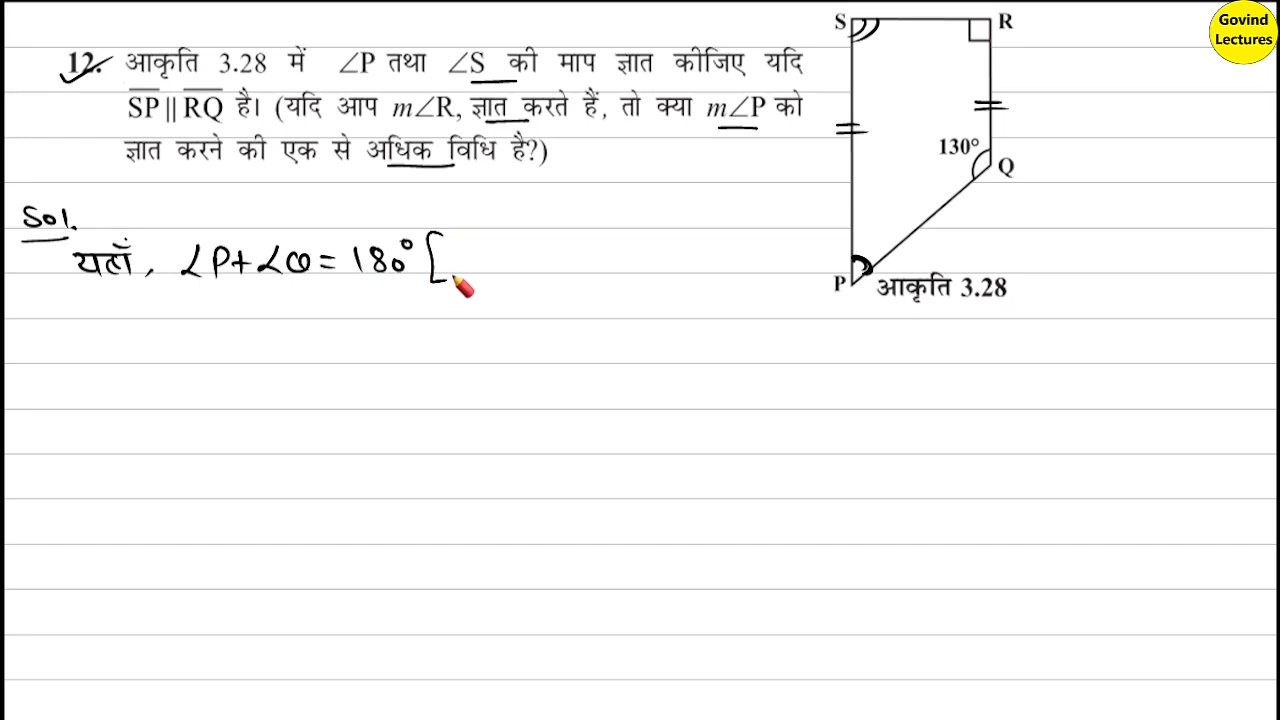 Govind
Lectures
12. आकृति 3.28 में ∠P तथा ∠S की माप ज्ञात कीजिए यदि
SP || RQ है। (यदि आप m∠R, ज्ञात करते हैं, तो क्या m∠P को
ज्ञात करने की एक से अधिक विधि है?)
S
R
130°
Q
P
आकृति 3.28
Sol.
यहाँ, ∠P+∠Q = 180° [